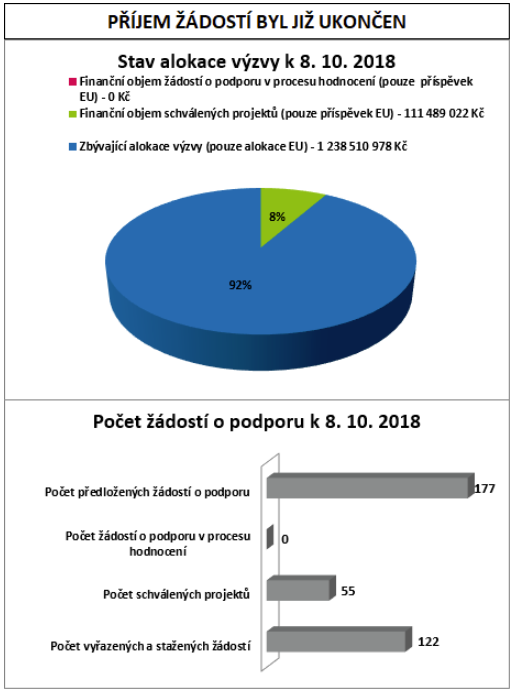 PŘÍJEM ŽÁDOSTÍ BYL JIŽ UKONČEN
Stav alokace výzvy k 8. 10. 2018
Finanční objem žádostí o podporu v procesu hodnocení (pouze příspěvek
EU) - 0 Kč
Finanční objem schválených projektů (pouze příspěvek EU) - 111 489 022 Kč
Zbývající alokace výzvy (pouze alokace EU) - 1 238 510 978 Kč
8%
92%
Počet žádostí o podporu k 8. 10. 2018
Počet předložených žádostí o podporu 177
Počet žádostí o podporu v procesu
hodnocení 0
Počet schválených projektů 55
Počet vyřazených a stažených žádostí 122